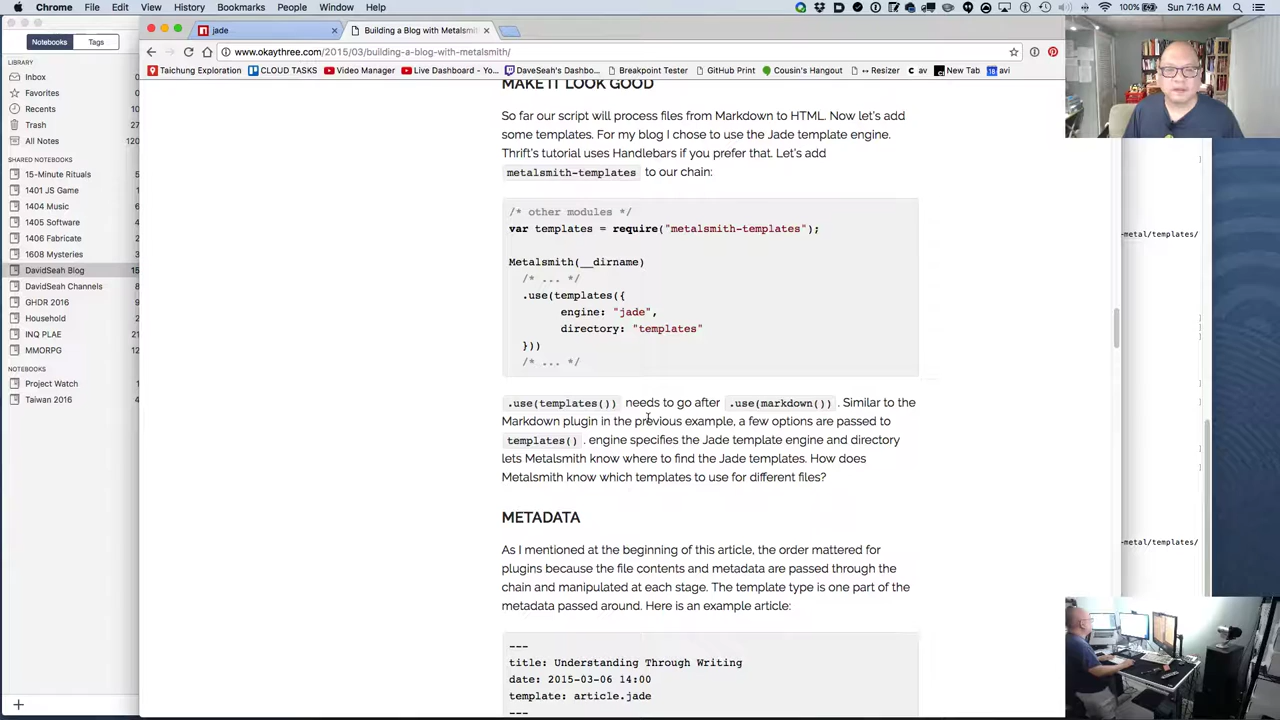 Chrome File Edit View History Bookmarks People Window Help
100% Sun 7:16 AM
Notebooks Tags
LIBRARY
Inbox
Favorites
Recents
Trash
All Notes 120
SHARED NOTEBOOKS
15-Minute Rituals 5
1401 JS Game
1404 Music
1405 Software
1406 Fabricate
1608 Mysteries
DavidSeah Blog 15
DavidSeah Channels 8
GHDR 2016
Household
INQ PLAE 21
MMORPG
NOTEBOOKS
Project Watch
Taiwan 2016
jade
Building a Blog with Metalsmi
www.okaythree.com/2015/03/building-a-blog-with-metalsmith/
Taichung Exploration CLOUD TASKS Video Manager Live Dashboard - Yo... DaveSeah's Dashbo... Breakpoint Tester GitHub Print Cousin's Hangout ↔ Resizer av New Tab avi
MAKE IT LOOK GOOD
So far our script will process files from Markdown to HTML. Now let's add
some templates. For my blog I chose to use the Jade template engine.
Thrift's tutorial uses Handlebars if you prefer that. Let's add
metalsmith-templates to our chain:
/* other modules */
var templates = require("metalsmith-templates");
Metalsmith(__dirname)
/* ... */
.use(templates({
engine: "jade",
directory: "templates"
}))
/* ... */
.use(templates()) needs to go after .use(markdown()) . Similar to the
Markdown plugin in the previous example, a few options are passed to
templates() . engine specifies the Jade template engine and directory
lets Metalsmith know where to find the Jade templates. How does
Metalsmith know which templates to use for different files?
METADATA
As I mentioned at the beginning of this article, the order mattered for
plugins because the file contents and metadata are passed through the
chain and manipulated at each stage. The template type is one part of the
metadata passed around. Here is an example article:
---
title: Understanding Through Writing
date: 2015-03-06 14:00
template: article.jade
---
-metal/templates/
-metal/templates/